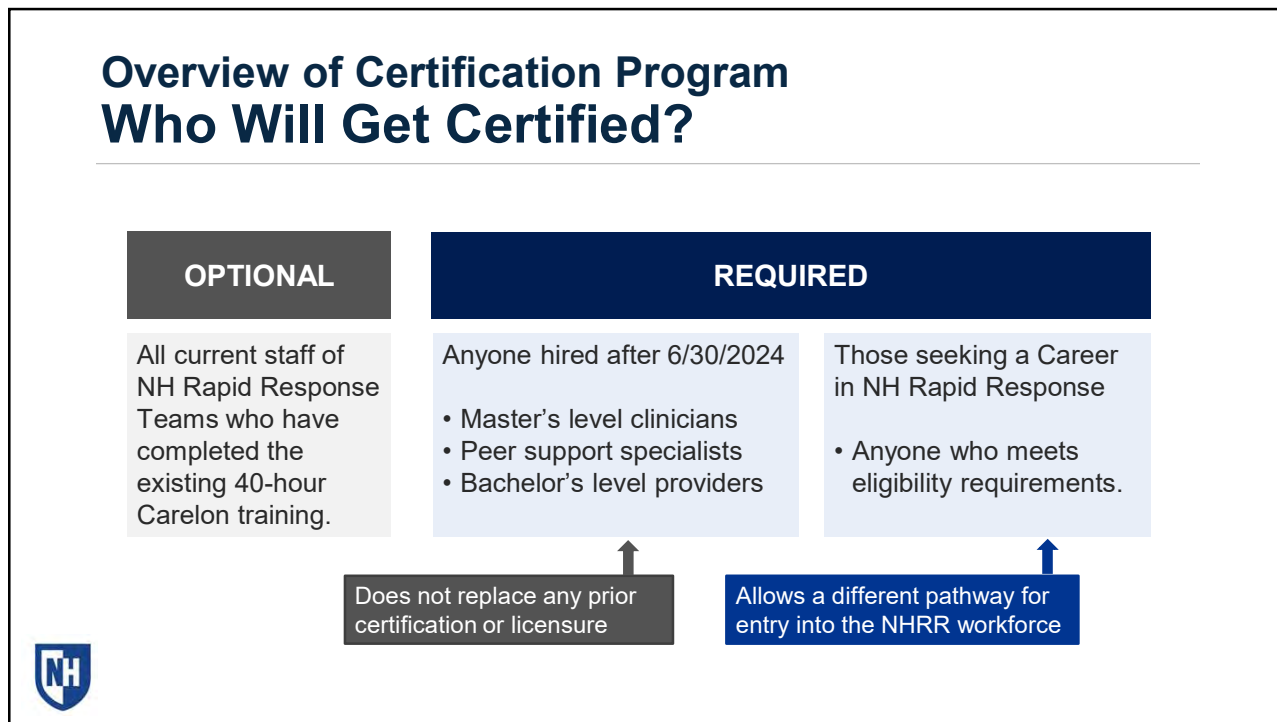 Overview of Certification Program
Who Will Get Certified?
OPTIONAL
All current staff of
NH Rapid Response
Teams who have
completed the
existing 40-hour
Carelon training.
REQUIRED
Anyone hired after 6/30/2024
• Master’s level clinicians
• Peer support specialists
• Bachelor’s level providers
Does not replace any prior
certification or licensure
Those seeking a Career
in NH Rapid Response
• Anyone who meets
eligibility requirements.
Allows a different pathway for
entry into the NHRR workforce
NH